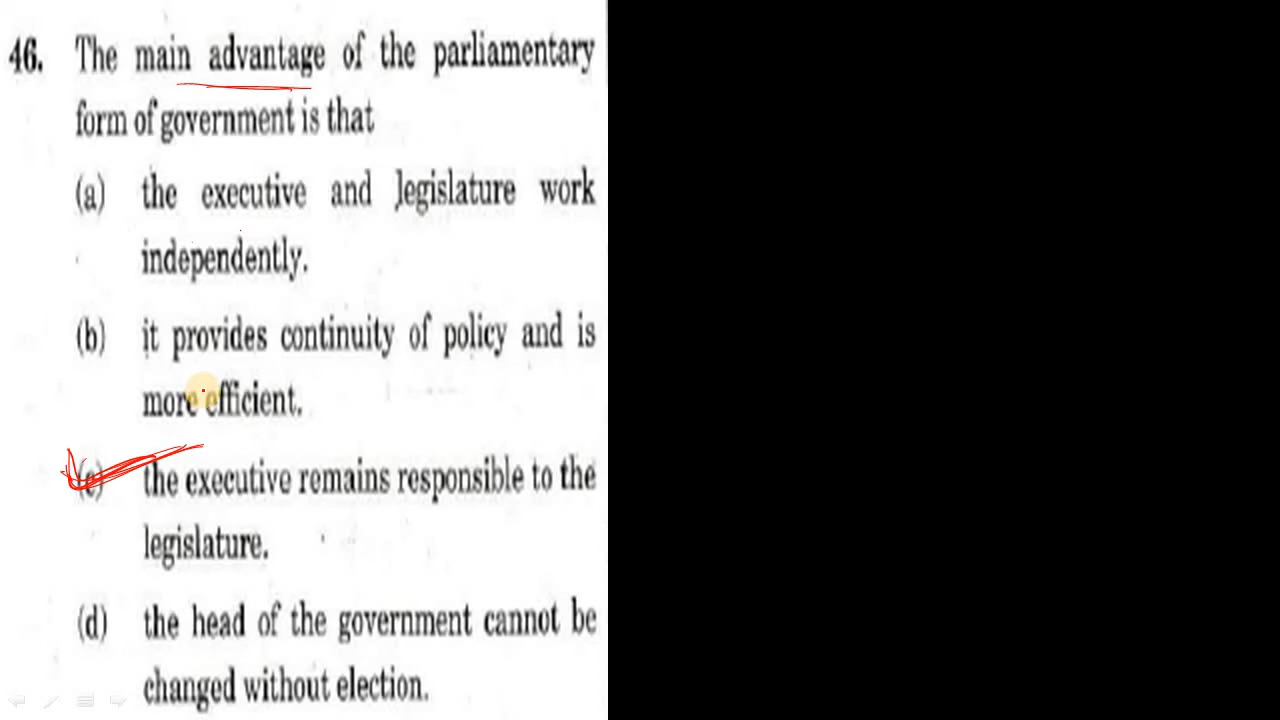 46. The main advantage of the parliamentary
form of government is that
(a) the executive and legislature work
independently.
(b) it provides continuity of policy and is
more efficient.
(c) the executive remains responsible to the
legislature.
(d) the head of the government cannot be
changed without election.